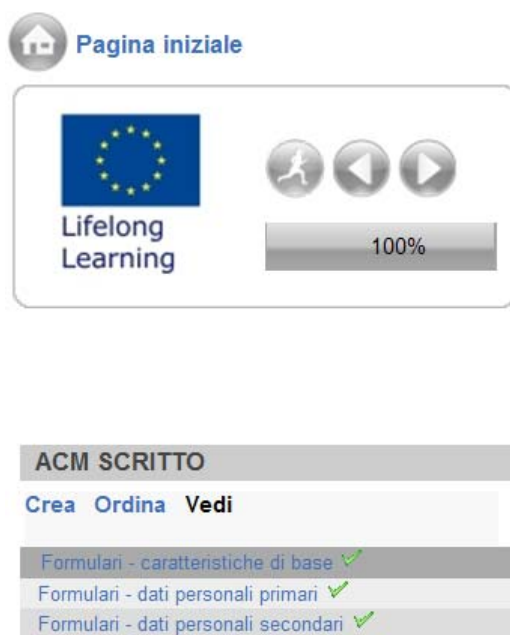 Pagina iniziale
Lifelong
Learning
100%
ACM SCRITTO
Crea Ordina Vedi
Formulari - caratteristiche di base
Formulari - dati personali primari
Formulari - dati personali secondari